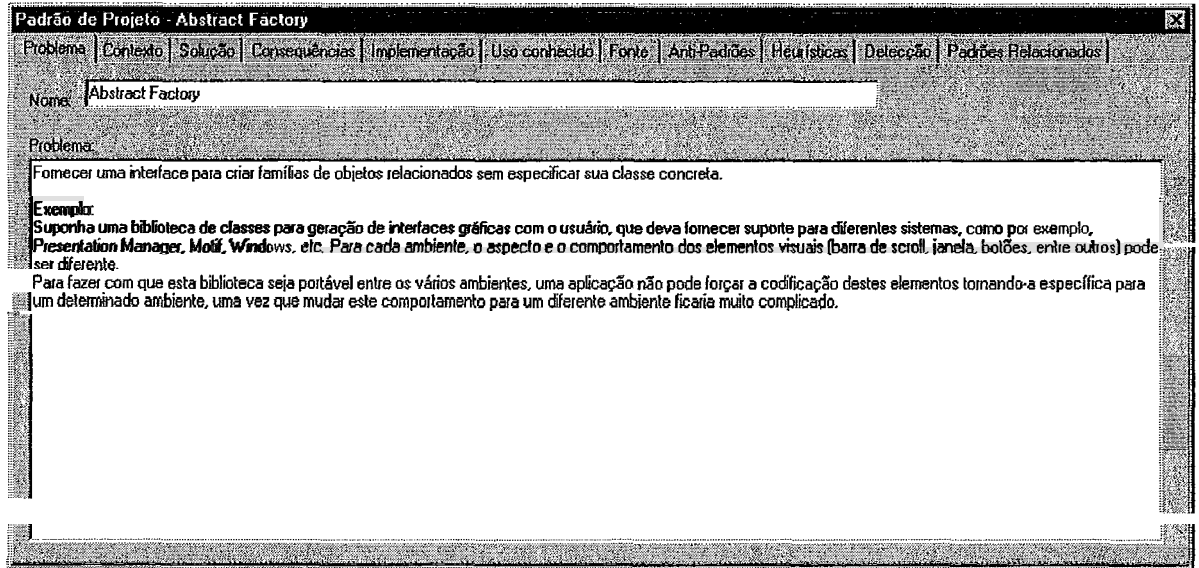 Padrão de Projeto - Abstract Factory
Problema Contexto Solução Consequências Implementação Uso conhecido Fonte Anti-Padrões Heurísticas Detecção Padrões Relacionados
Nome: Abstract Factory
Problema:
Fornecer uma interface para criar famílias de objetos relacionados sem especificar sua classe concreta.
Exemplo:
Suponha uma biblioteca de classes para geração de interfaces gráficas com o usuário, que deva fornecer suporte para diferentes sistemas, como por exemplo,
Presentation Manager, Motif, Windows, etc. Para cada ambiente, o aspecto e o comportamento dos elementos visuais (barra de scroll, janela, botões, entre outros) pode
ser diferente.
Para fazer com que esta biblioteca seja portável entre os vários ambientes, uma aplicação não pode forçar a codificação destes elementos tornando-a específica para
um determinado ambiente, uma vez que mudar este comportamento para um diferente ambiente ficaria muito complicado.